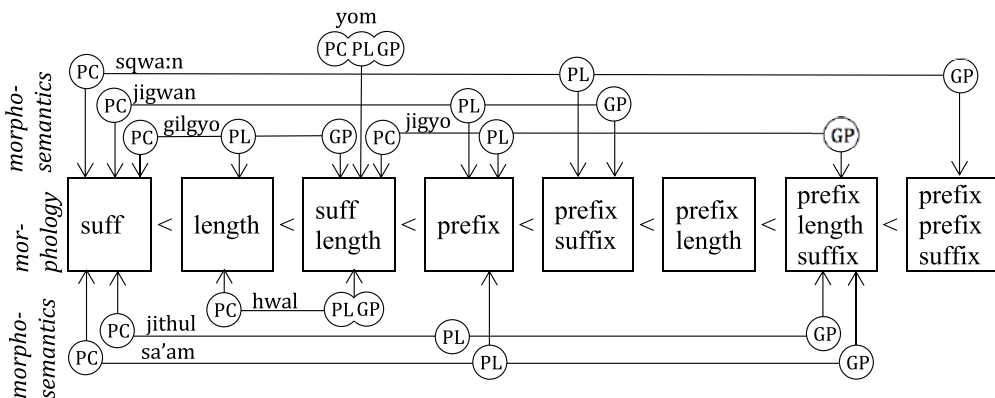 yom
PC PL GP
PC sqwa:n PL GP
PC jigwan PL GP
PC gilgyo PL GP PC jigyo PL GP
morpho-
semantics
mor-
phology
suff < length < suff
length < prefix < prefix
suffix < prefix
length < prefix
length
suffix < prefix
prefix
suffix
morpho-
semantics
PC hwal PL GP
PC jithul PL GP
PC sa’am PL GP